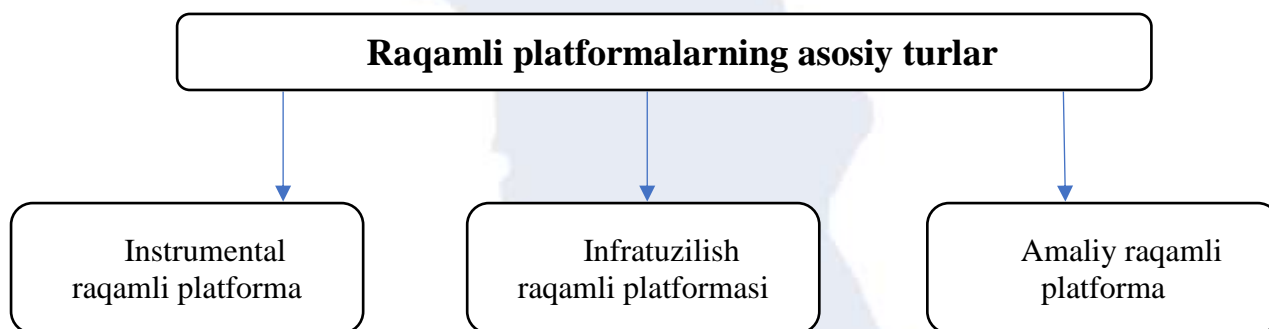 Raqamli platformalarning asosiy turlar
Instrumental
raqamli platforma
Infratuzilish
raqamli platformasi
Amaliy raqamli
platforma